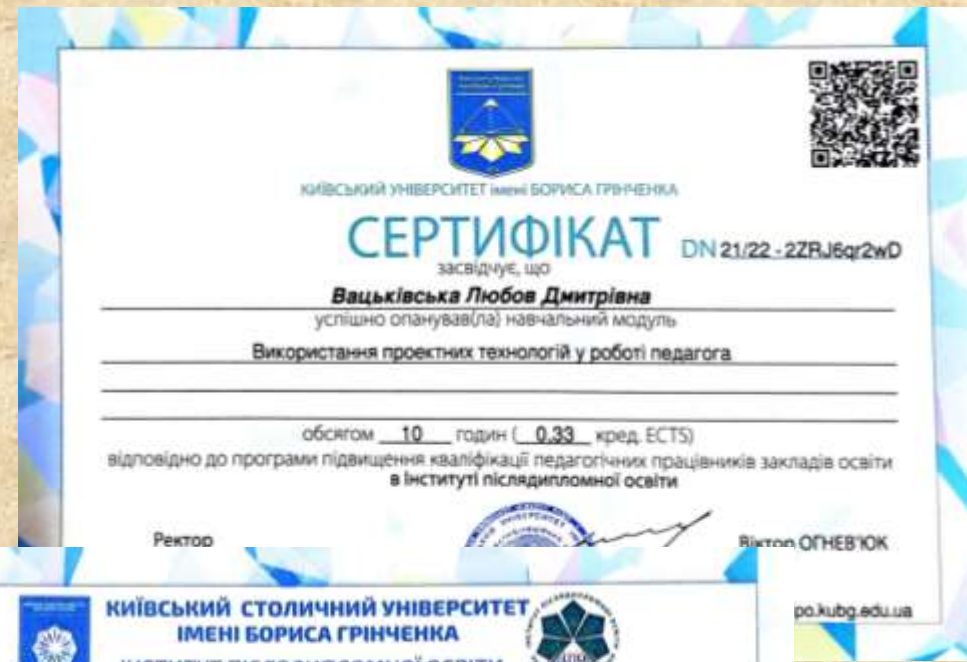 КИЇВСЬКИЙ УНІВЕРСИТЕТ імені БОРИСА ГРІНЧЕНКА
СЕРТИФІКАТ DN 21/22 - 2ZRJ6qr2wD
засвідчує, що
Вацьківська Любов Дмитрівна
успішно опанував(ла) навчальний модуль
Використання проектних технологій у роботі педагога
обсягом 10 годин ( 0.33 кред. ECTS)
відповідно до програми підвищення кваліфікації педагогічних працівників закладів освіти
в Інституті післядипломної освіти
Ректор Віктор ОГНЕВ'ЮК
po.kubg.edu.ua
КИЇВСЬКИЙ СТОЛИЧНИЙ УНІВЕРСИТЕТ
ІМЕНІ БОРИСА ГРІНЧЕНКА